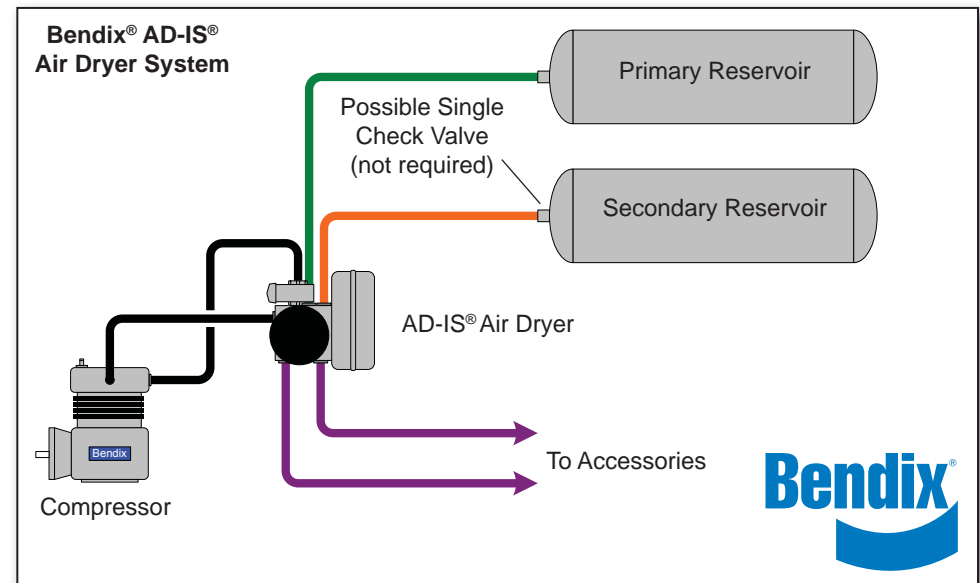 Bendix® AD-IS®
Air Dryer System
Primary Reservoir
Possible Single
Check Valve
(not required)
Secondary Reservoir
AD-IS® Air Dryer
Bendix
Compressor
To Accessories
Bendix®